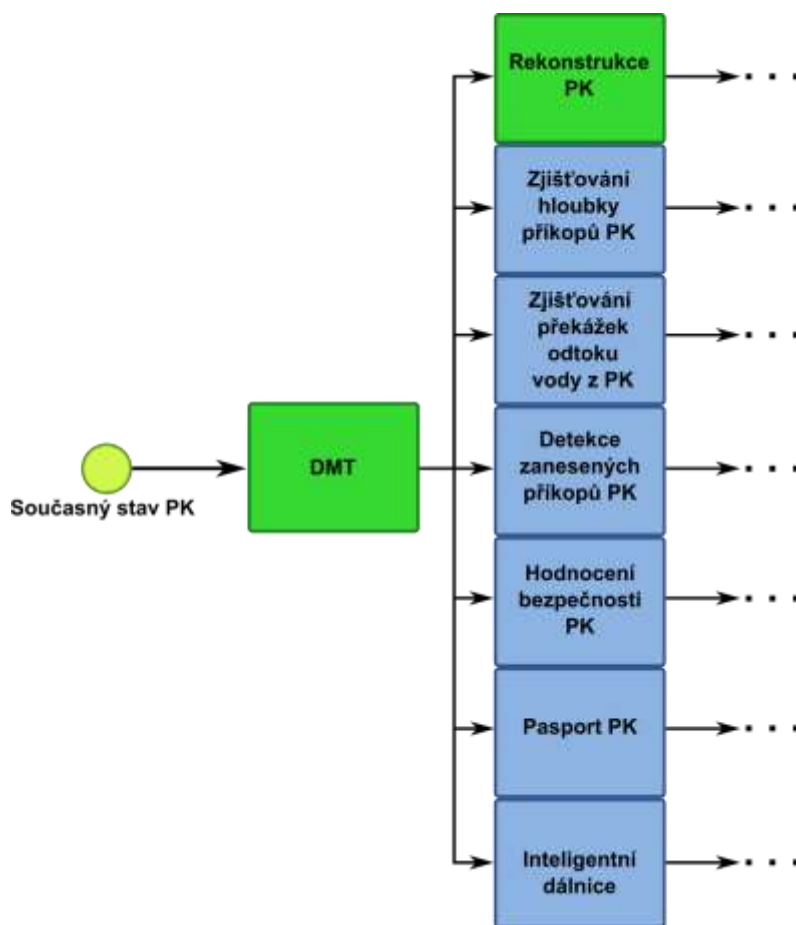 Rekonstrukce
PK
Zjišťování
hloubky
příkopů PK
Zjišťování
překážek
odtoku
vody z PK
DMT
Detekce
zanesených
příkopů PK
Současný stav PK
Hodnocení
bezpečnosti
PK
Pasport PK
Inteligentní
dálnice